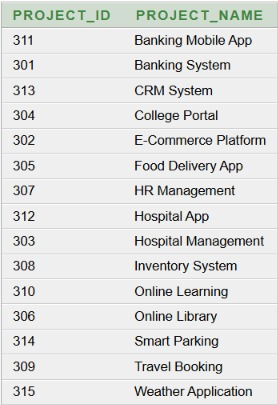 PROJECT_ID PROJECT_NAME
311 Banking Mobile App
301 Banking System
313 CRM System
304 College Portal
302 E-Commerce Platform
305 Food Delivery App
307 HR Management
312 Hospital App
303 Hospital Management
308 Inventory System
310 Online Learning
306 Online Library
314 Smart Parking
309 Travel Booking
315 Weather Application